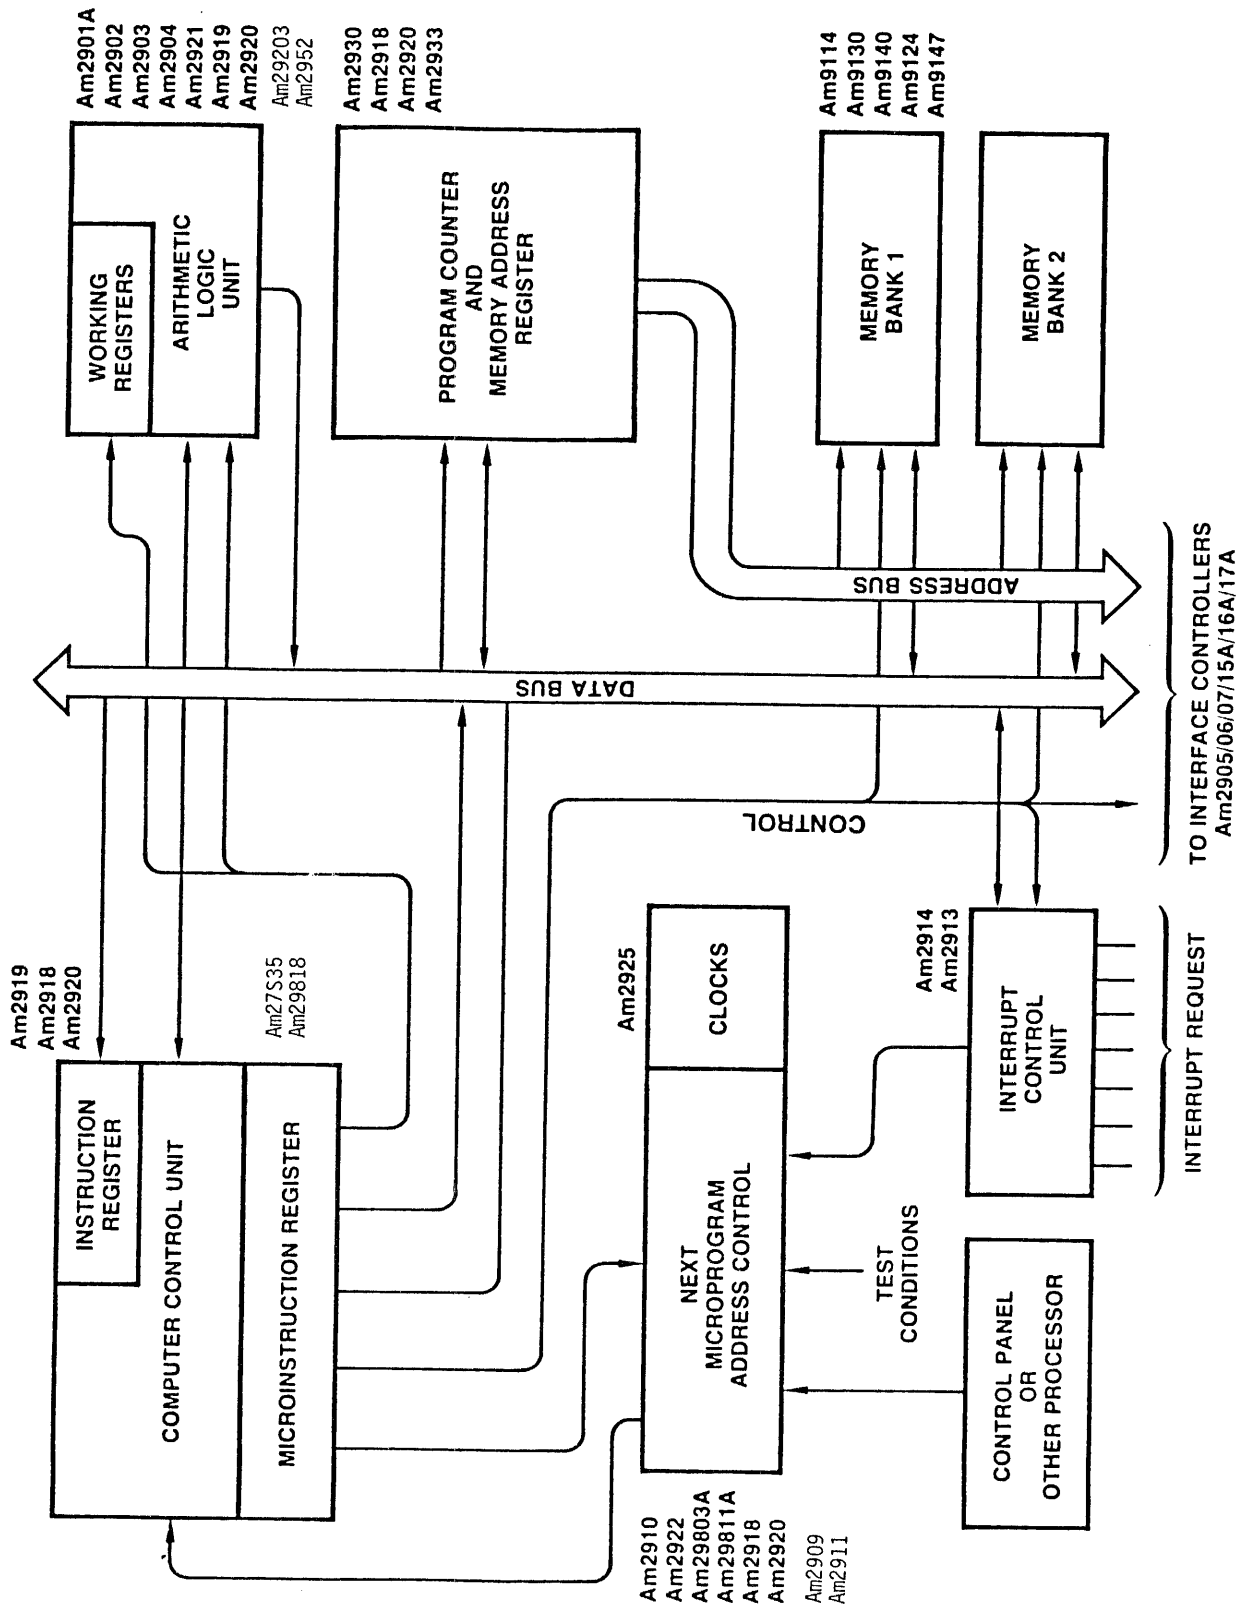 Am2919
Am2918
Am2920
INSTRUCTION
REGISTER
COMPUTER CONTROL UNIT
MICROINSTRUCTION REGISTER
Am27S35
Am29818
Am2901A
Am2902
Am2903
Am2904
Am2921
Am2919
Am2920
Am29203
Am2952
WORKING
REGISTERS
ARITHMETIC
LOGIC
UNIT
Am2930
Am2918
Am2920
Am2933
PROGRAM COUNTER
AND
MEMORY ADDRESS
REGISTER
DATA BUS
ADDRESS BUS
CONTROL
Am2910
Am2922
Am29803A
Am29811A
Am2918
Am2920
Am2909
Am2911
NEXT
MICROPROGRAM
ADDRESS CONTROL
Am2925
CLOCKS
TEST
CONDITIONS
Am9114
Am9130
Am9140
Am9124
Am9147
MEMORY
BANK 1
MEMORY
BANK 2
CONTROL PANEL
OR
OTHER PROCESSOR
Am2914
Am2913
INTERRUPT
CONTROL
UNIT
INTERRUPT REQUEST
TO INTERFACE CONTROLLERS
Am2905/06/07/15A/16A/17A